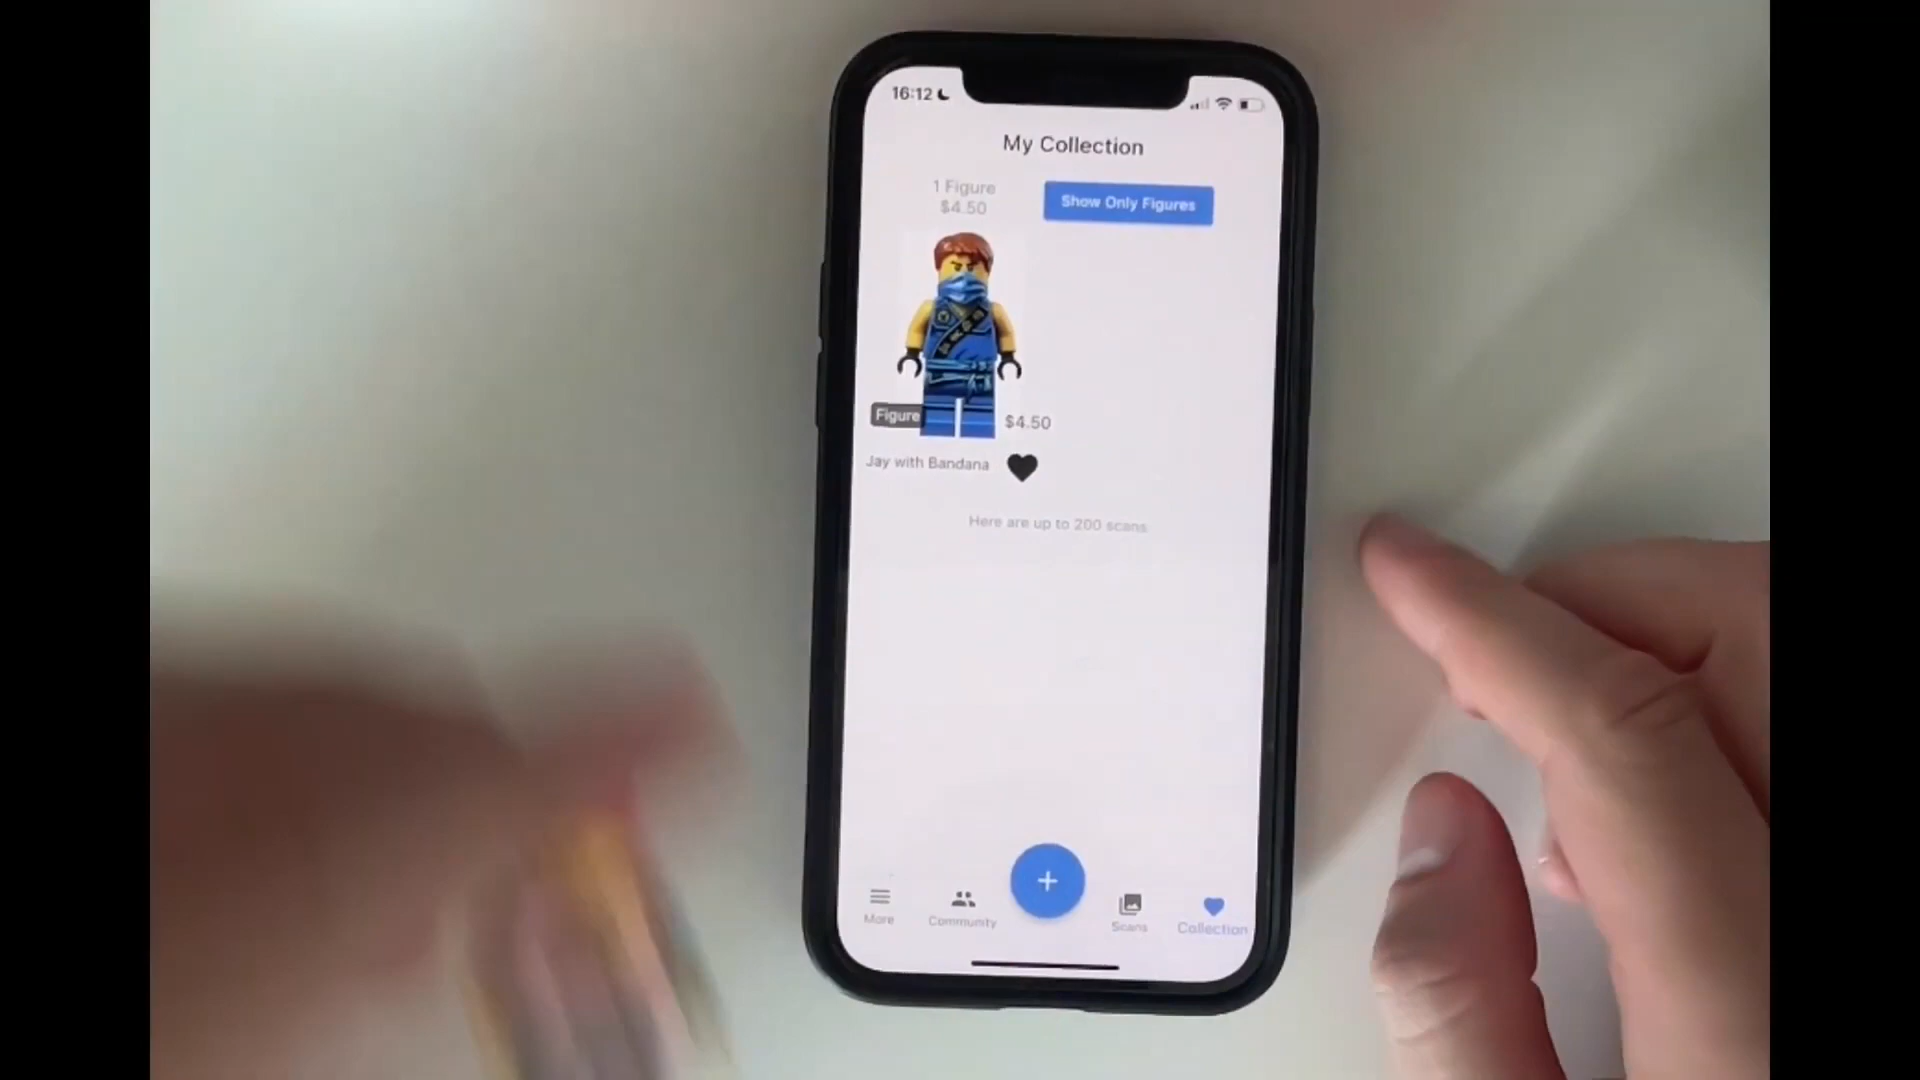 16:12
My Collection
1 Figure
$4.50
Show Only Figures
Figure
$4.50
Jay with Bandana
Here are up to 200 scans
More
Community
Scans
Collection